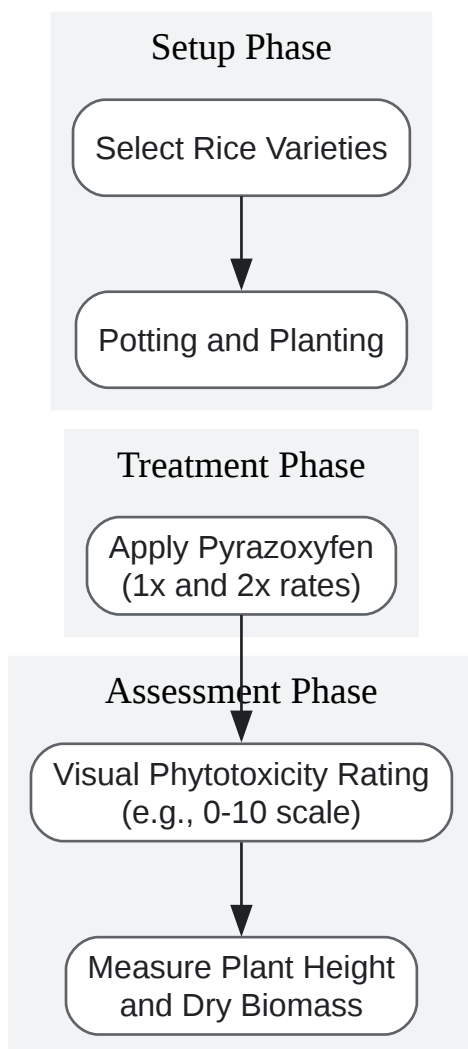 Setup Phase
Select Rice Varieties
Potting and Planting
Treatment Phase
Apply Pyrazoxyfen
(1x and 2x rates)
Assessment Phase
Visual Phytotoxicity Rating
(e.g., 0-10 scale)
Measure Plant Height
and Dry Biomass